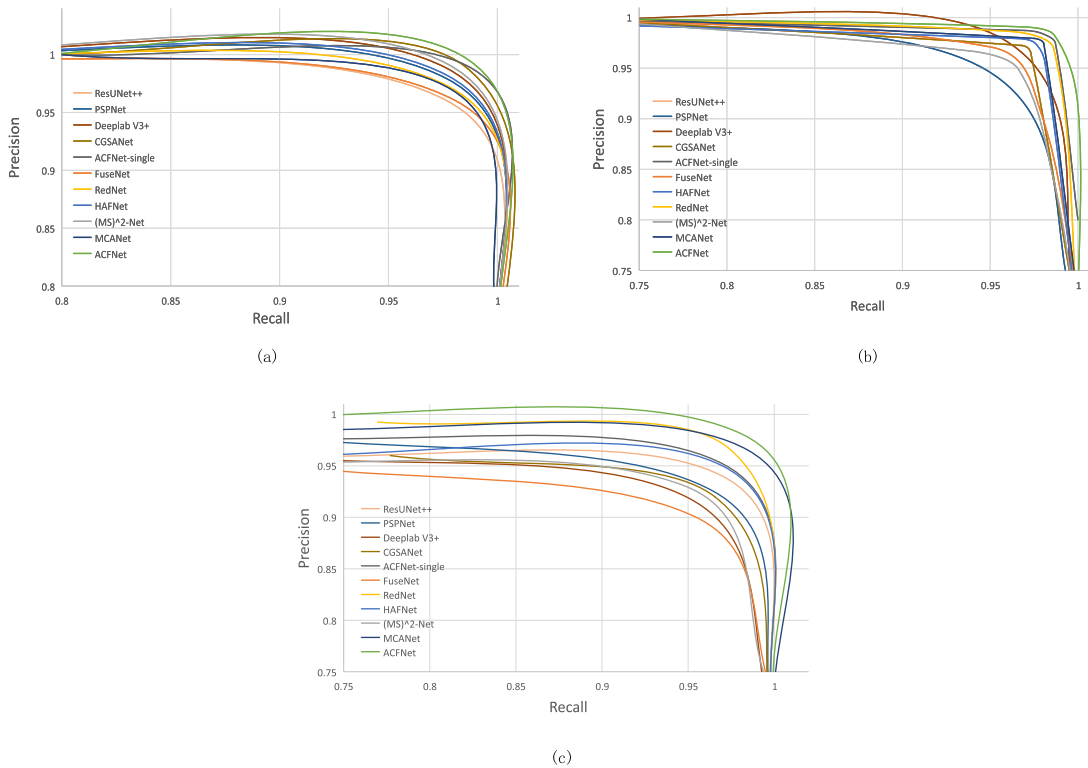 1
0.95
0.9
0.85
0.8
Precision
ResUNet++
PSPNet
Deeplab V3+
CGSANet
ACFNet-single
FuseNet
RedNet
HAFNet
(MS)^2-Net
MCANet
ACFNet
0.8 0.85 0.9 0.95 1
Recall
(a)
1
0.95
0.9
0.85
0.8
0.75
Precision
ResUNet++
PSPNet
Deeplab V3+
CGSANet
ACFNet-single
FuseNet
HAFNet
RedNet
(MS)^2-Net
MCANet
ACFNet
0.75 0.8 0.85 0.9 0.95 1
Recall
(b)
1
0.95
0.9
0.85
0.8
0.75
Precision
ResUNet++
PSPNet
Deeplab V3+
CGSANet
ACFNet-single
FuseNet
RedNet
HAFNet
(MS)^2-Net
MCANet
ACFNet
0.75 0.8 0.85 0.9 0.95 1
Recall
(c)